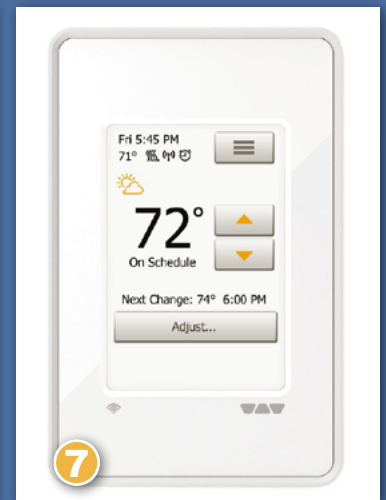 Fri 5:45 PM
71°
72°
On Schedule
Next Change: 74° 6:00 PM
Adjust...
7